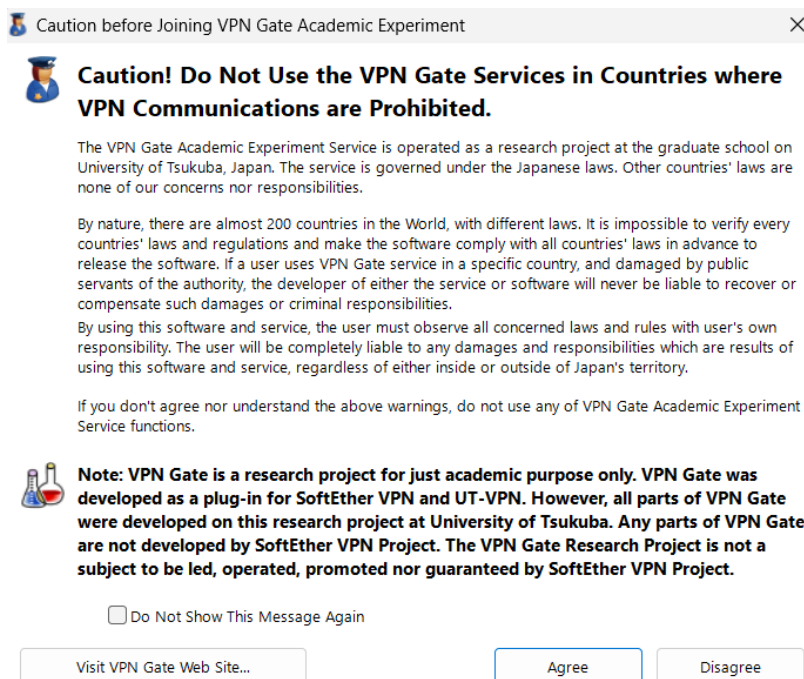 Caution before Joining VPN Gate Academic Experiment
Caution! Do Not Use the VPN Gate Services in Countries where
VPN Communications are Prohibited.
The VPN Gate Academic Experiment Service is operated as a research project at the graduate school on
University of Tsukuba, Japan. The service is governed under the Japanese laws. Other countries' laws are
none of our concerns nor responsibilities.
By nature, there are almost 200 countries in the World, with different laws. It is impossible to verify every
countries' laws and regulations and make the software comply with all countries' laws in advance to
release the software. If a user uses VPN Gate service in a specific country, and damaged by public
servants of the authority, the developer of either the service or software will never be liable to recover or
compensate such damages or criminal responsibilities.
By using this software and service, the user must observe all concerned laws and rules with user's own
responsibility. The user will be completely liable to any damages and responsibilities which are results of
using this software and service, regardless of either inside or outside of Japan's territory.
If you don't agree nor understand the above warnings, do not use any of VPN Gate Academic Experiment
Service functions.
Note: VPN Gate is a research project for just academic purpose only. VPN Gate was
developed as a plug-in for SoftEther VPN and UT-VPN. However, all parts of VPN Gate
were developed on this research project at University of Tsukuba. Any parts of VPN Gate
are not developed by SoftEther VPN Project. The VPN Gate Research Project is not a
subject to be led, operated, promoted nor guaranteed by SoftEther VPN Project.
Do Not Show This Message Again
Visit VPN Gate Web Site...
Agree
Disagree